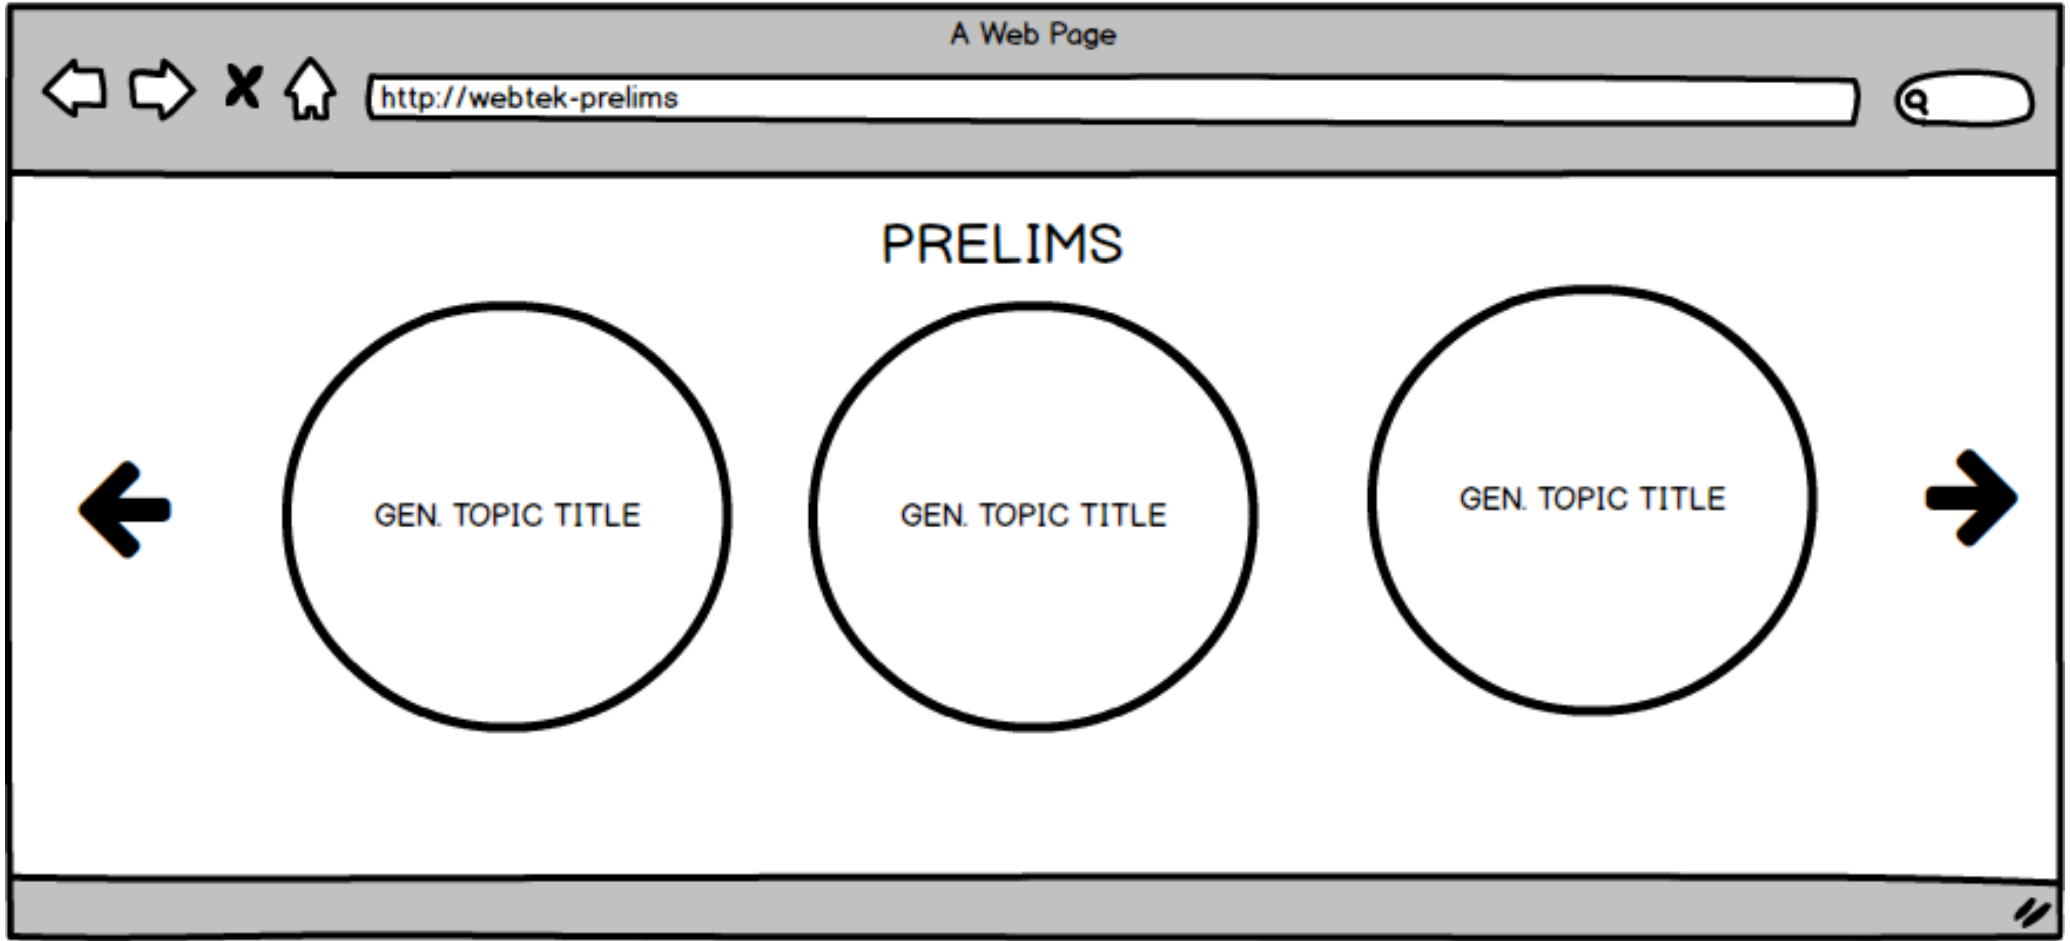 A Web Page
http://webtek-prelims
PRELIMS
GEN. TOPIC TITLE
GEN. TOPIC TITLE
GEN. TOPIC TITLE